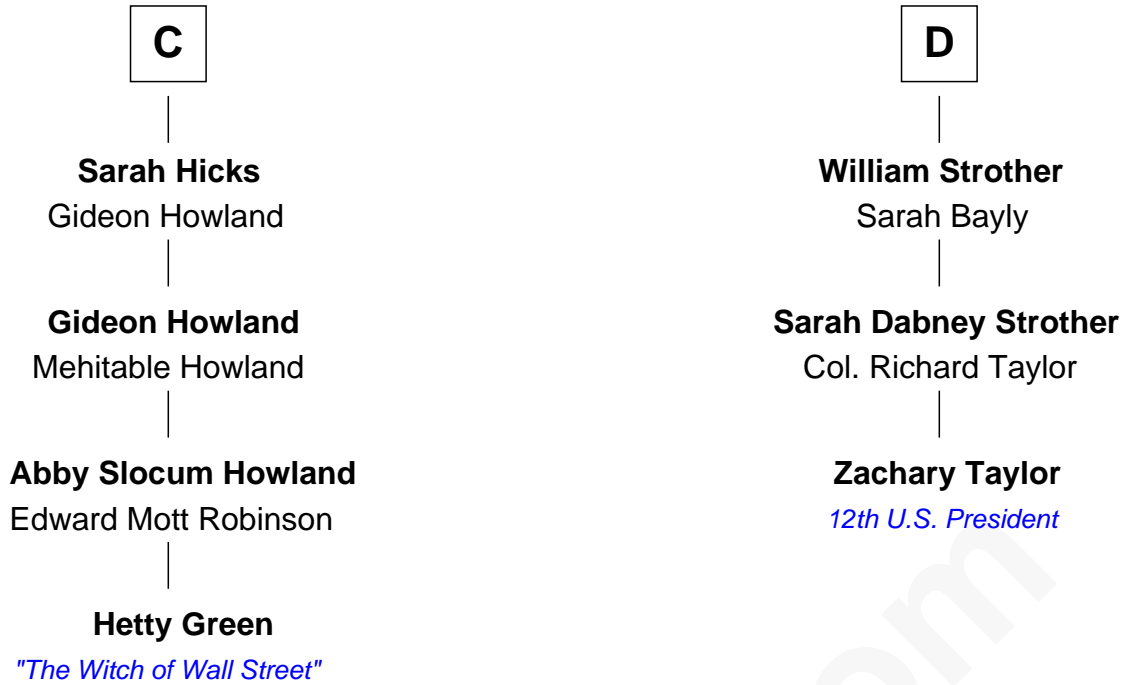 C
Sarah Hicks
Gideon Howland
Gideon Howland
Mehitable Howland
Abby Slocum Howland
Edward Mott Robinson
Hetty Green
"The Witch of Wall Street"
D
William Strother
Sarah Bayly
Sarah Dabney Strother
Col. Richard Taylor
Zachary Taylor
12th U.S. President
om